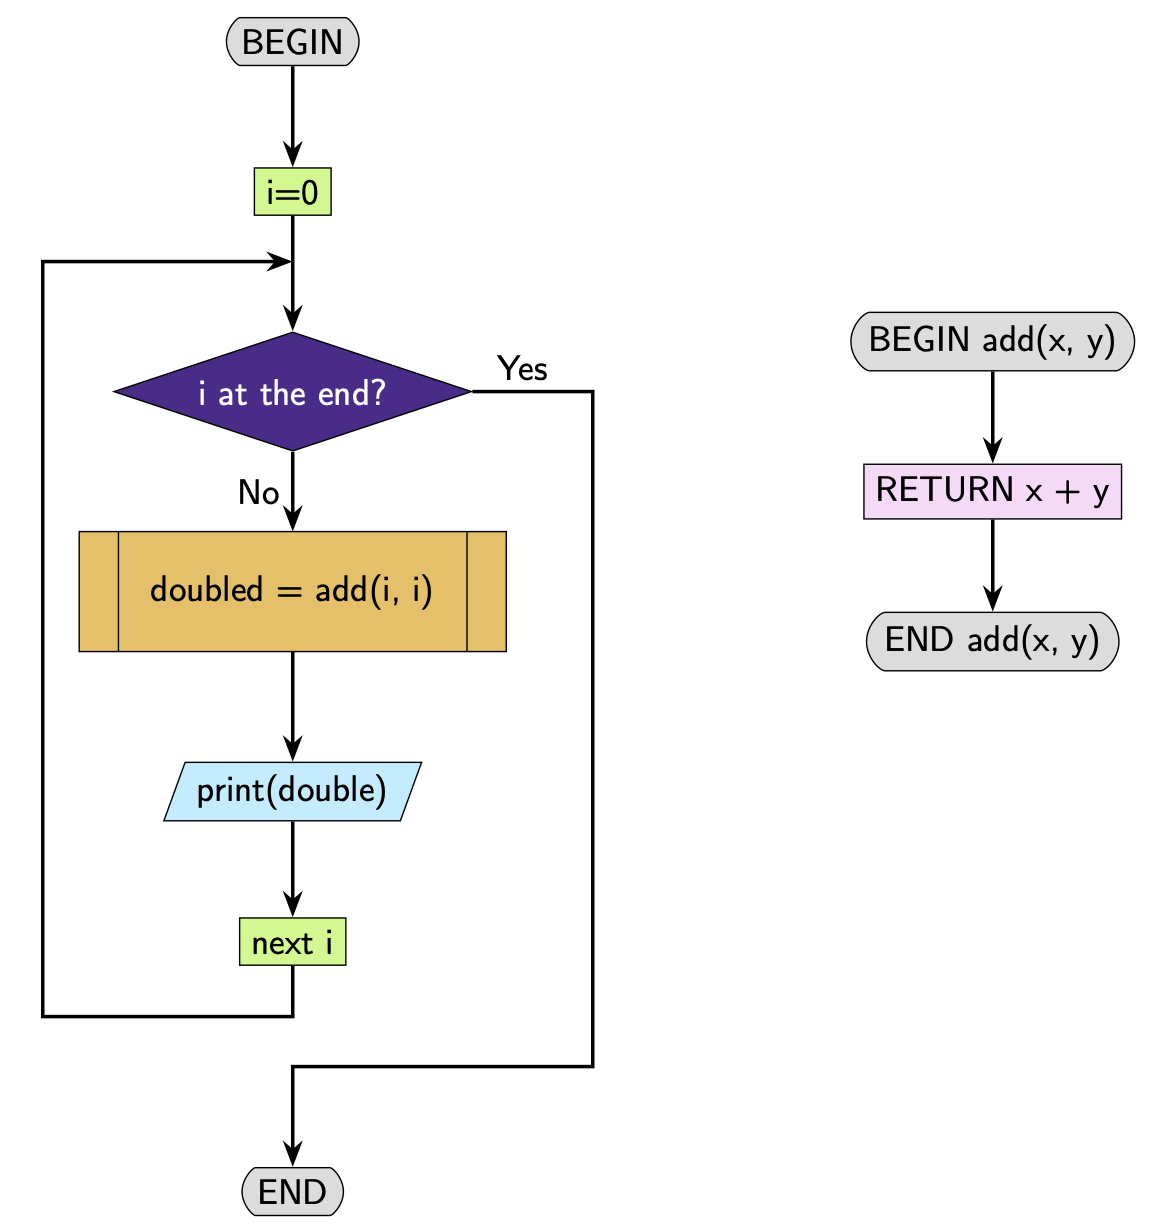 BEGIN
i=0
i at the end?
Yes
No
doubled = add(i, i)
print(double)
next i
END
BEGIN add(x, y)
RETURN x + y
END add(x, y)